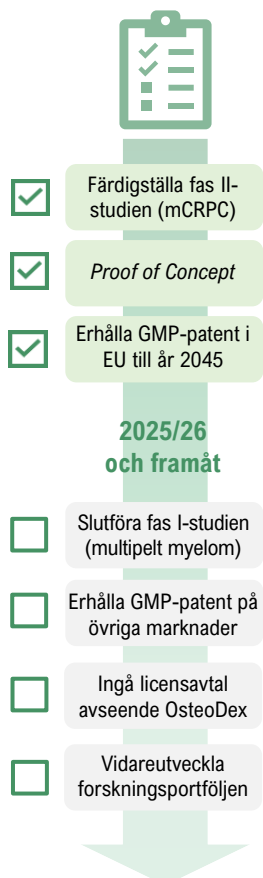 Färdigställa fas II-
studien (mCRPC)
Proof of Concept
Erhålla GMP-patent i
EU till år 2045
2025/26
och framåt
Slutföra fas I-studien
(multipelt myelom)
Erhålla GMP-patent på
övriga marknader
Ingå licensavtal
avseende OsteoDex
Vidareutveckla
forskningsportföljen